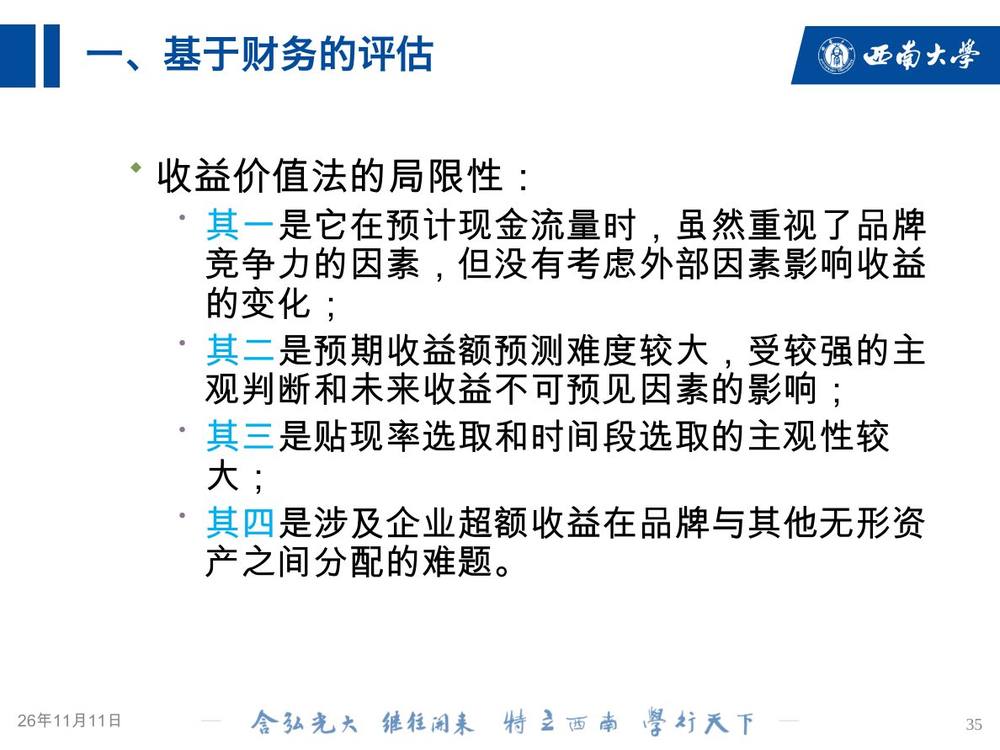 一、基于财务的评估
西南大学
收益价值法的局限性：
其一是它在预计现金流量时，虽然重视了品牌
竞争力的因素，但没有考虑外部因素影响收益
的变化；
其二是预期收益额预测难度较大，受较强的主
观判断和未来收益不可预见因素的影响；
其三是贴现率选取和时间段选取的主观性较
大；
其四是涉及企业超额收益在品牌与其他无形资
产之间分配的难题。
26年11月11日
含弘光大 继往开来 特立西南 學行天下
35